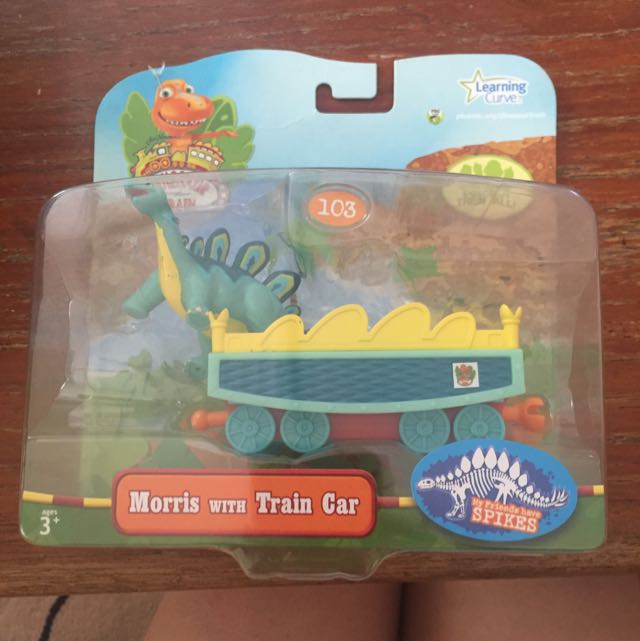 Learning
Curve
103
Morris with Train Car
ages
3+
My Friends have
SPIKES